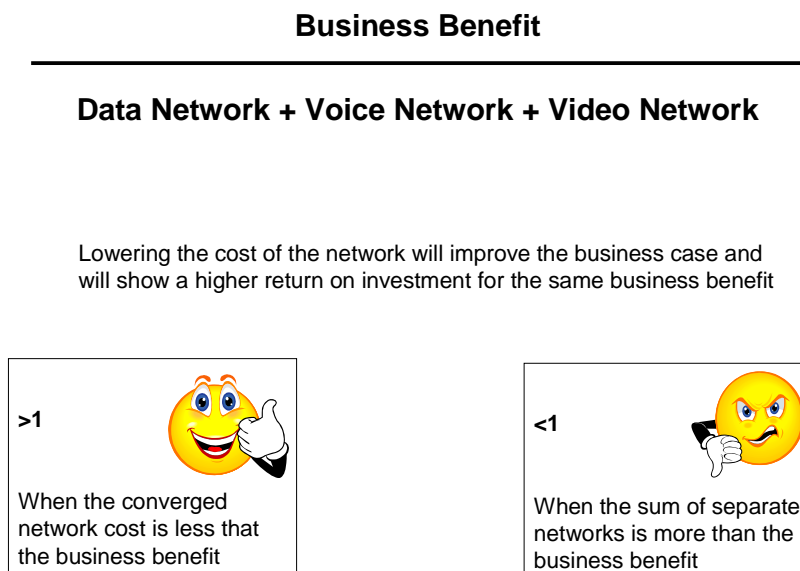 Business Benefit
Data Network + Voice Network + Video Network
Lowering the cost of the network will improve the business case and
will show a higher return on investment for the same business benefit
>1
When the converged
network cost is less that
the business benefit
<1
When the sum of separate
networks is more than the
business benefit